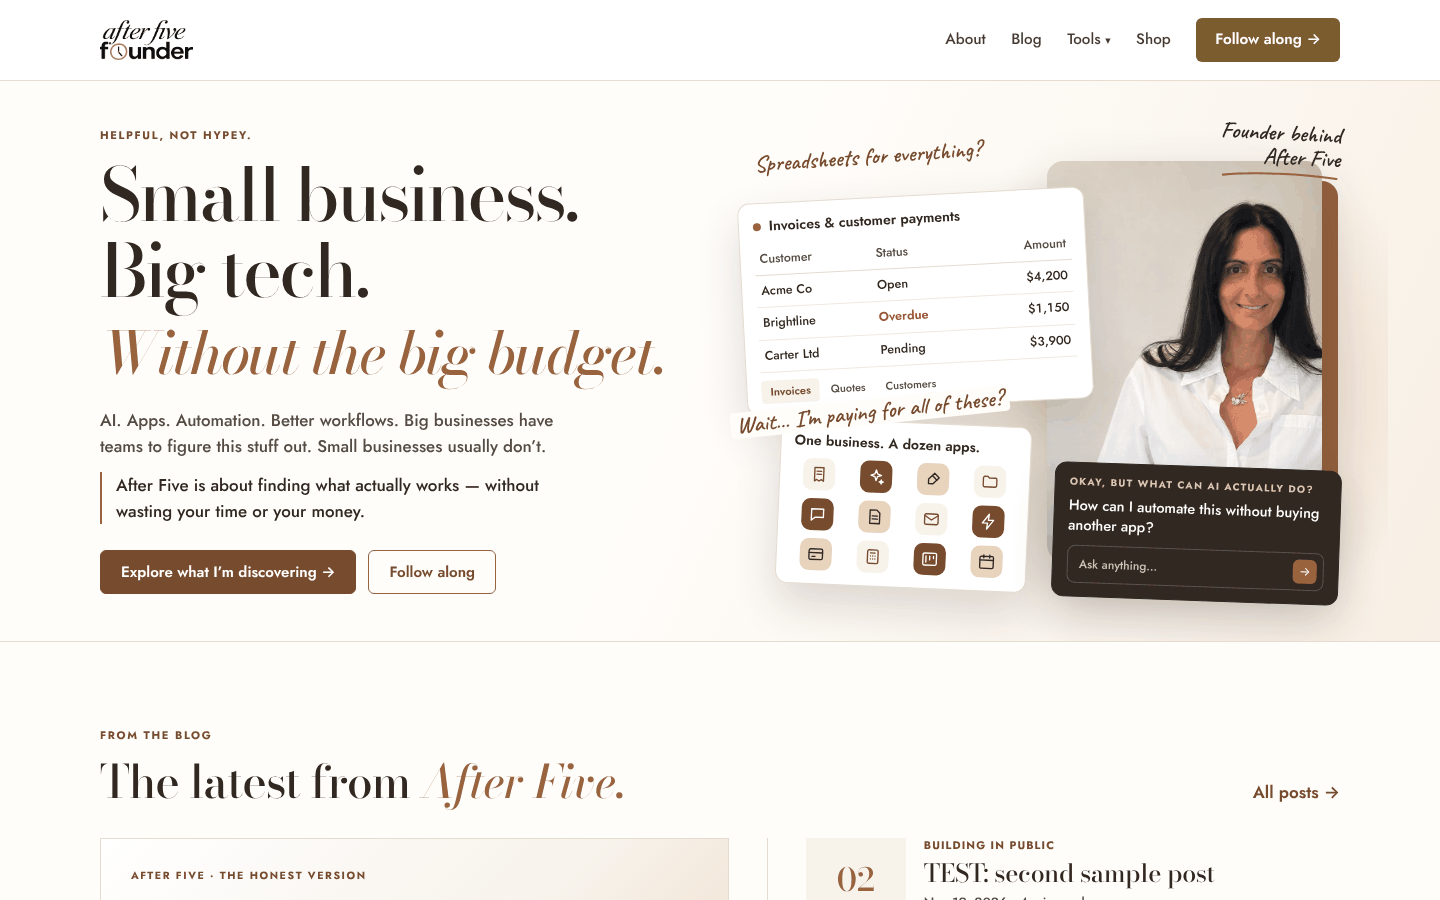 after five
founder
About
Blog
Tools ▾
Shop
Follow along →
HELPFUL, NOT HYPEY.
Small business.
Big tech.
Without the big budget.
AI. Apps. Automation. Better workflows. Big businesses have
teams to figure this stuff out. Small businesses usually don’t.
After Five is about finding what actually works — without
wasting your time or your money.
Explore what I’m discovering →
Follow along
Spreadsheets for everything?
Founder behind
After Five
Invoices & customer payments
Customer Status Amount
Acme Co Open $4,200
Brightline Overdue $1,150
Carter Ltd Pending $3,900
Invoices Quotes Customers
Wait... I’m paying for all of these?
One business. A dozen apps.
OKAY, BUT WHAT CAN AI ACTUALLY DO?
How can I automate this without buying
another app?
Ask anything...
→
FROM THE BLOG
The latest from After Five.
All posts →
AFTER FIVE · THE HONEST VERSION
02
BUILDING IN PUBLIC
TEST: second sample post